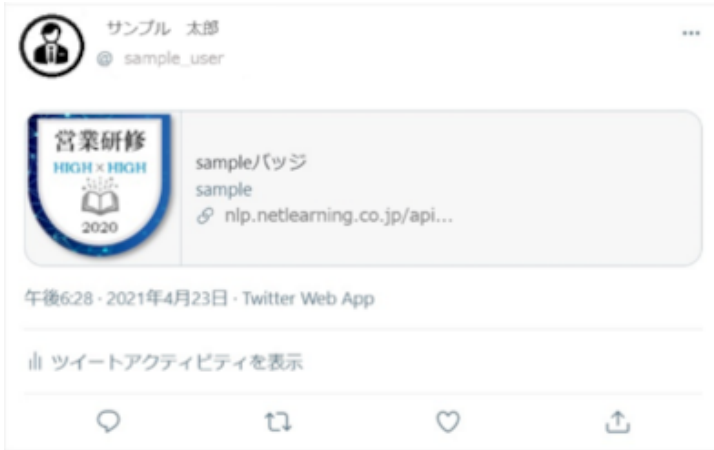 サンプル 太郎
@ sample_user
営業研修
HIGH×HIGH
2020
sampleバッジ
sample
nlp.netlearning.co.jp/api...
午後6:28 · 2021年4月23日 · Twitter Web App
ツイートアクティビティを表示